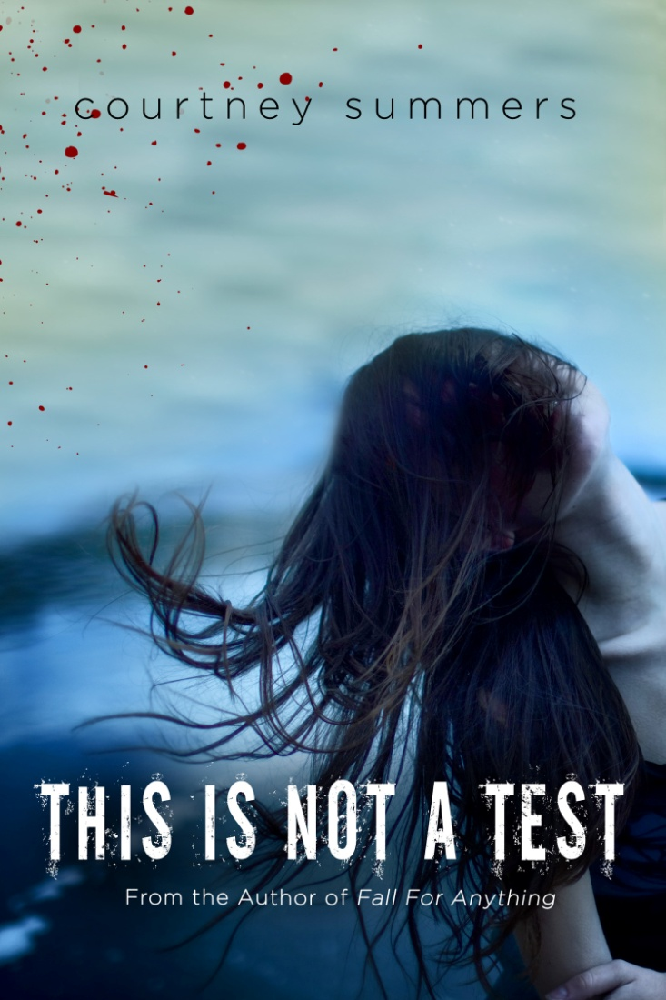 courtney summers
THIS IS NOT A TEST
From the Author of Fall For Anything